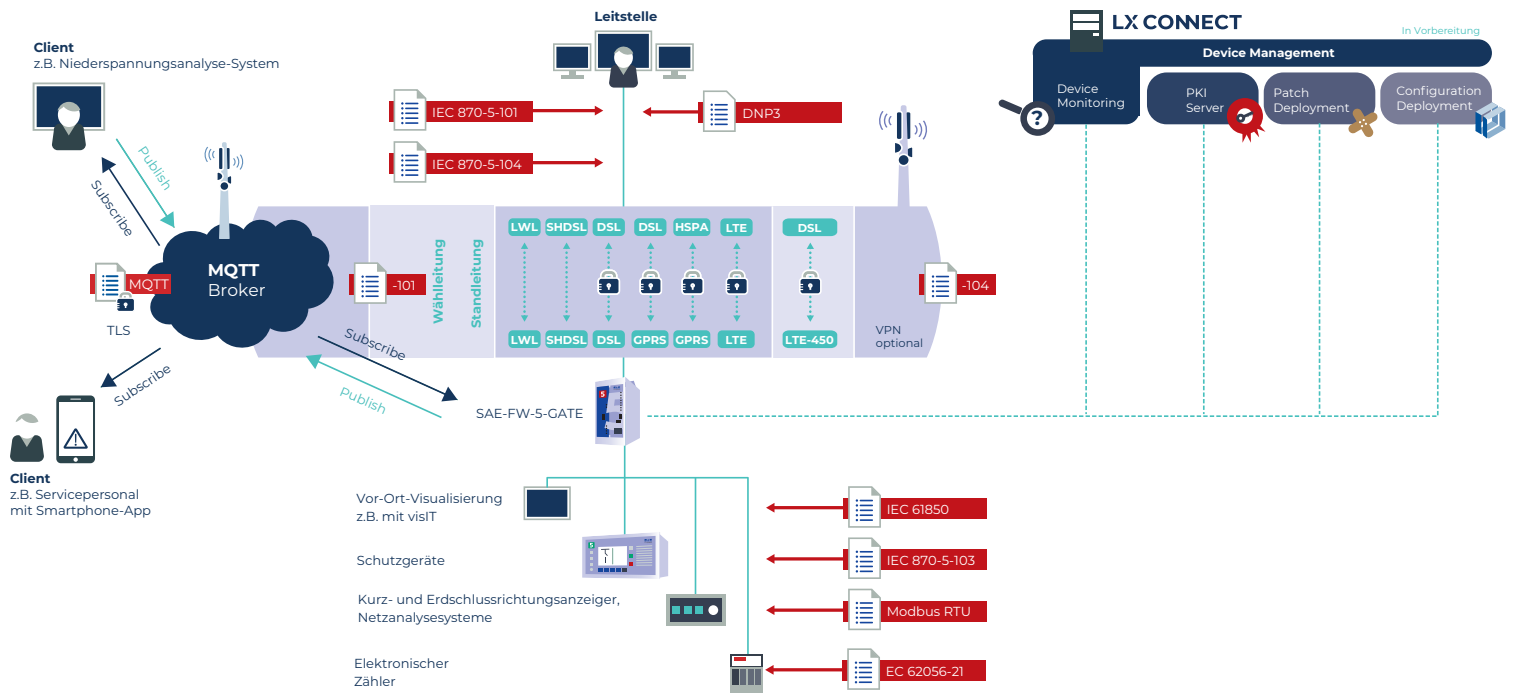 Leitstelle
LX CONNECT
In Vorbereitung
Device Management
Device
Monitoring
PKI
Server
Patch
Deployment
Configuration
Deployment
?
Client
z.B. Niederspannungsanalyse-System
IEC 870-5-101
DNP3
IEC 870-5-104
Publish
Subscribe
MQTT
Broker
MQTT
TLS
-101
Wählleitung
Standleitung
LWL SHDSL DSL DSL HSPA LTE DSL
LWL SHDSL DSL GPRS GPRS LTE LTE-450
-104
VPN
optional
Subscribe
Publish
Subscribe
SAE-FW-5-GATE
Client
z.B. Servicepersonal
mit Smartphone-App
Vor-Ort-Visualisierung
z.B. mit visIT
IEC 61850
Schutzgeräte
IEC 870-5-103
Kurz- und Erdschlussrichtungsanzeiger,
Netzanalysesysteme
Modbus RTU
Elektronischer
Zähler
EC 62056-21